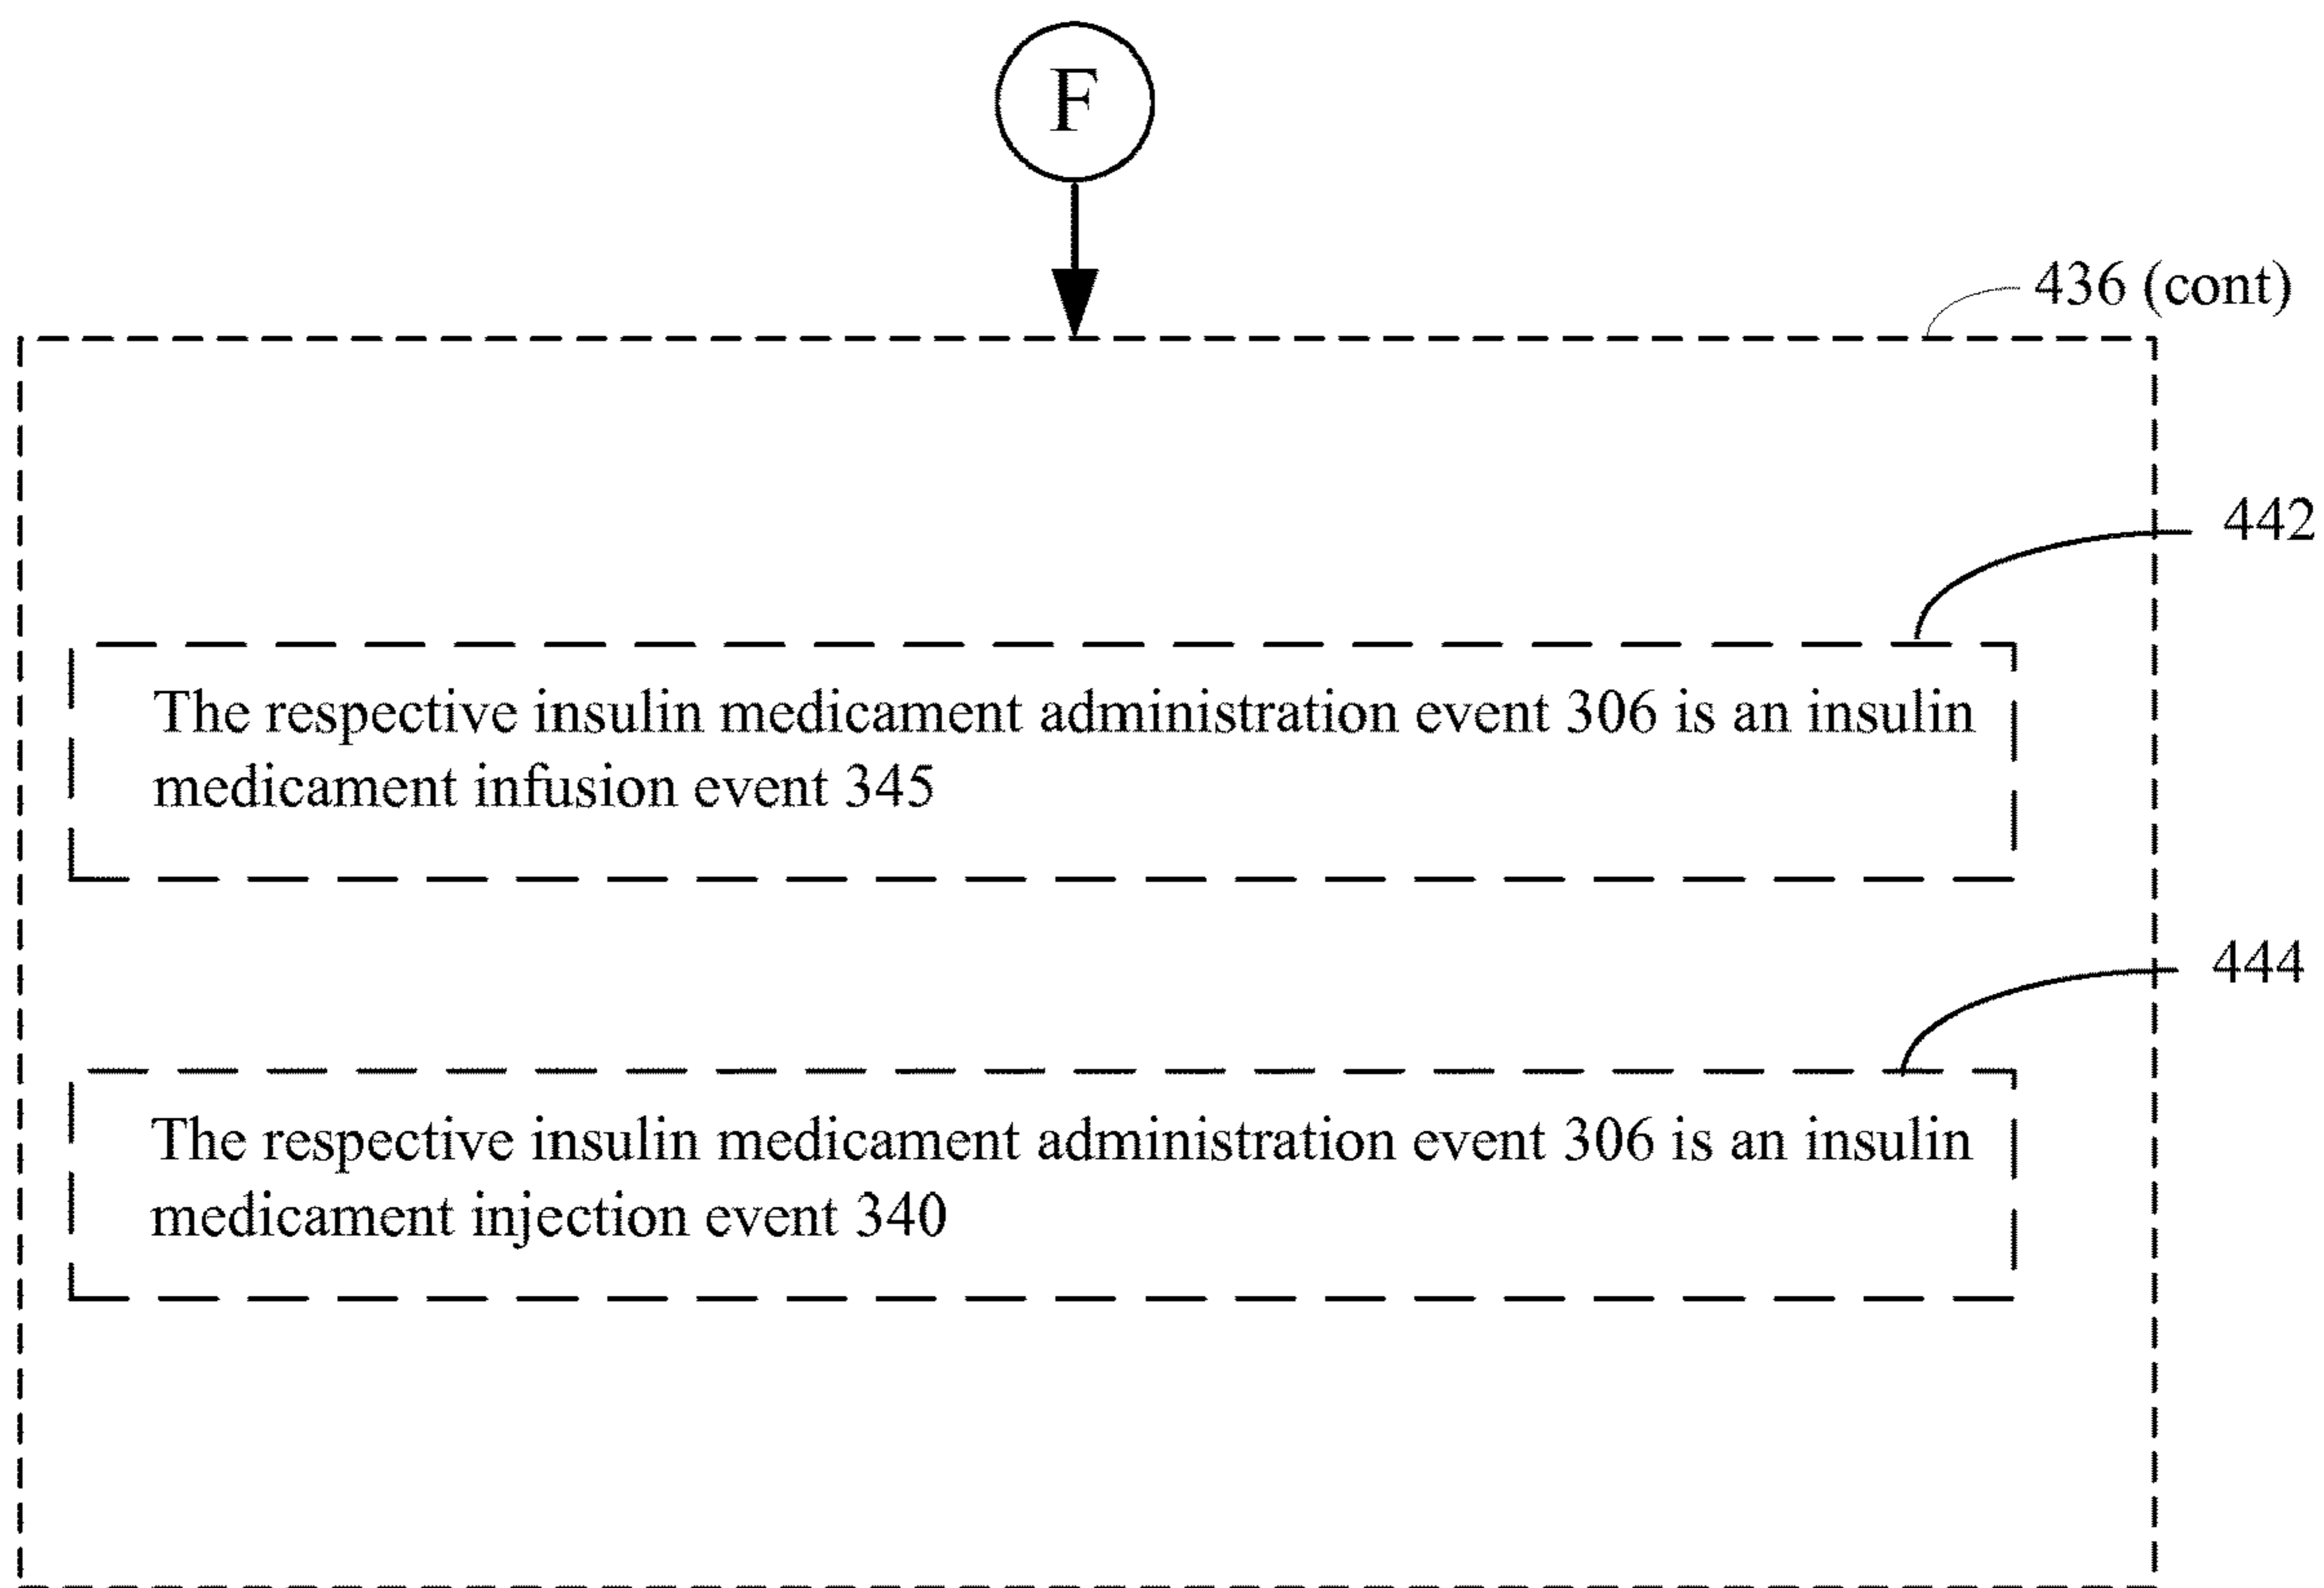 F
436 (cont)
442
The respective insulin medicament administration event 306 is an insulin
medicament infusion event 345
444
The respective insulin medicament administration event 306 is an insulin
medicament injection event 340